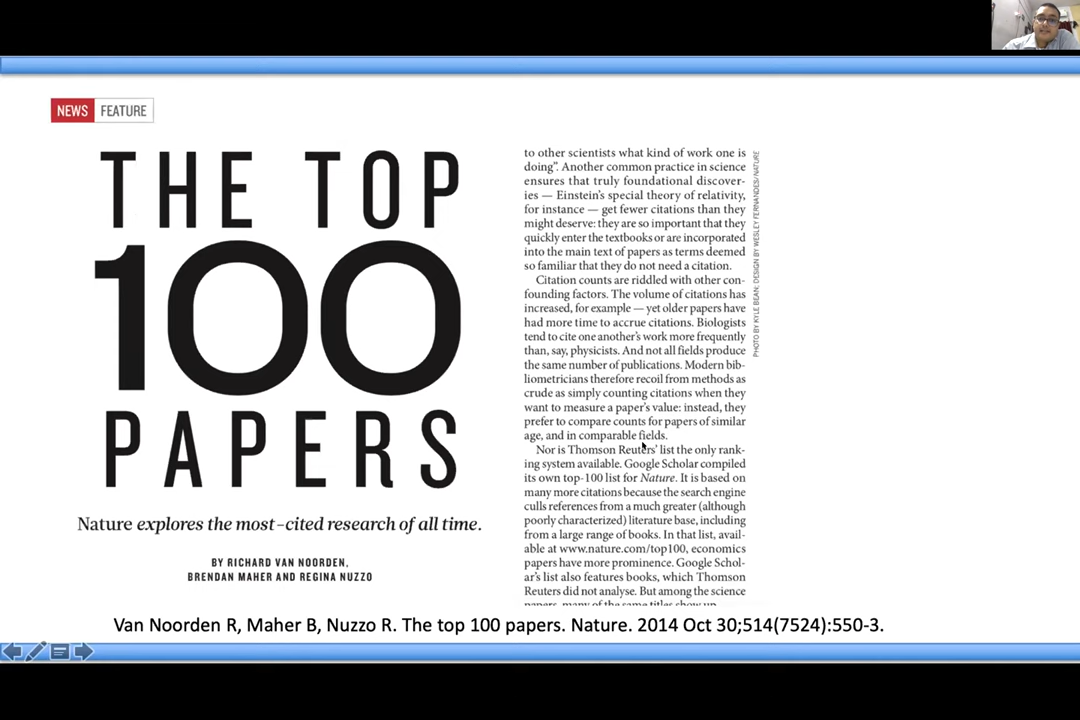 NEWS FEATURE
THE TOP
100
PAPERS
Nature explores the most-cited research of all time.
BY RICHARD VAN NOORDEN,
BRENDAN MAHER AND REGINA NUZZO
to other scientists what kind of work one is
doing”. Another common practice in science
ensures that truly foundational discover-
ies — Einstein’s special theory of relativity,
for instance — get fewer citations than they
might deserve: they are so important that they
quickly enter the textbooks or are incorporated
into the main text of papers as terms deemed
so familiar that they do not need a citation.
Citation counts are riddled with other con-
founding factors. The volume of citations has
increased, for example — yet older papers have
had more time to accrue citations. Biologists
tend to cite one another’s work more frequently
than, say, physicists. And not all fields produce
the same number of publications. Modern bib-
liometricians therefore recoil from methods as
crude as simply counting citations when they
want to measure a paper’s value: instead, they
prefer to compare counts for papers of similar
age, and in comparable fields.
Nor is Thomson Reuters’ list the only rank-
ing system available. Google Scholar compiled
its own top-100 list for Nature. It is based on
many more citations because the search engine
culls references from a much greater (although
poorly characterized) literature base, including
from a large range of books. In that list, avail-
able at www.nature.com/top100, economics
papers have more prominence. Google Schol-
ar’s list also features books, which Thomson
Reuters did not analyse. But among the science
papers, many of the same titles show up.
PHOTO BY KYLE BEAN; DESIGN BY WESLEY FERNANDES/NATURE
Van Noorden R, Maher B, Nuzzo R. The top 100 papers. Nature. 2014 Oct 30;514(7524):550-3.